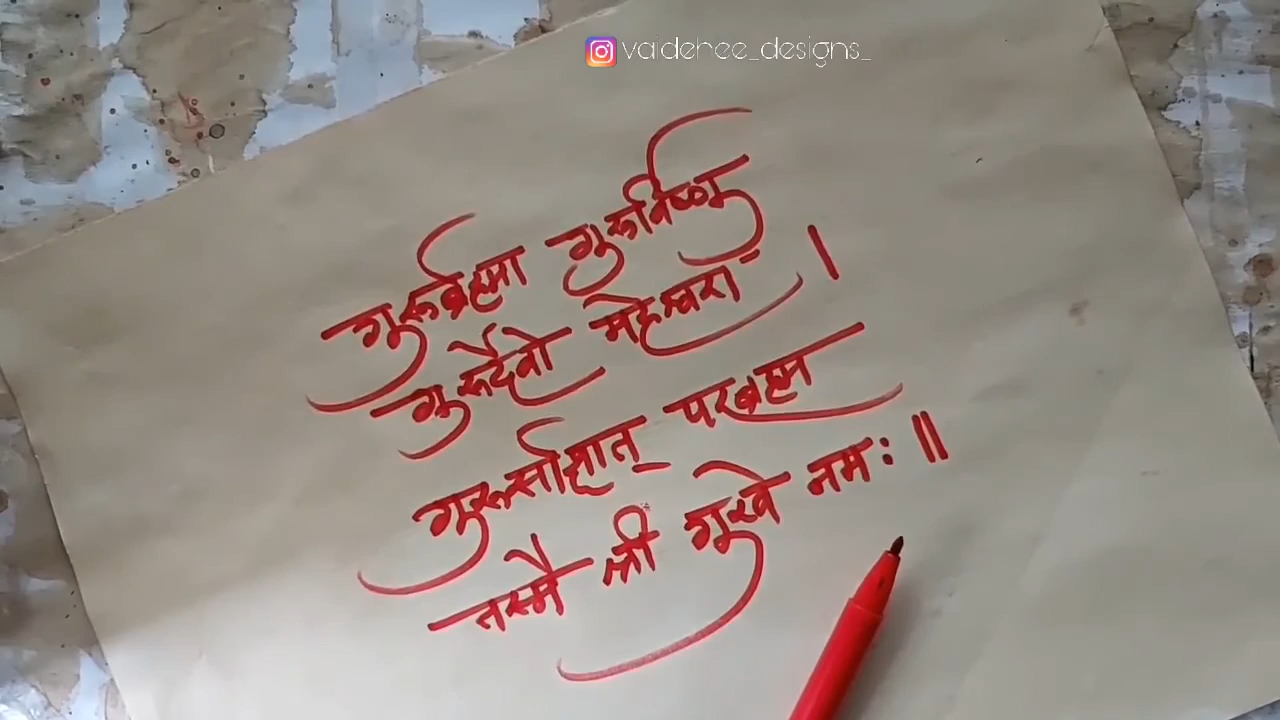 vaidehee_designs_
गुरुर्ब्रह्मा गुरुर्विष्णु
गुरुर्देवो महेश्वरो ।
गुरुर्साक्षात् परब्रह्म
तस्मै श्री गुरवे नमः ॥